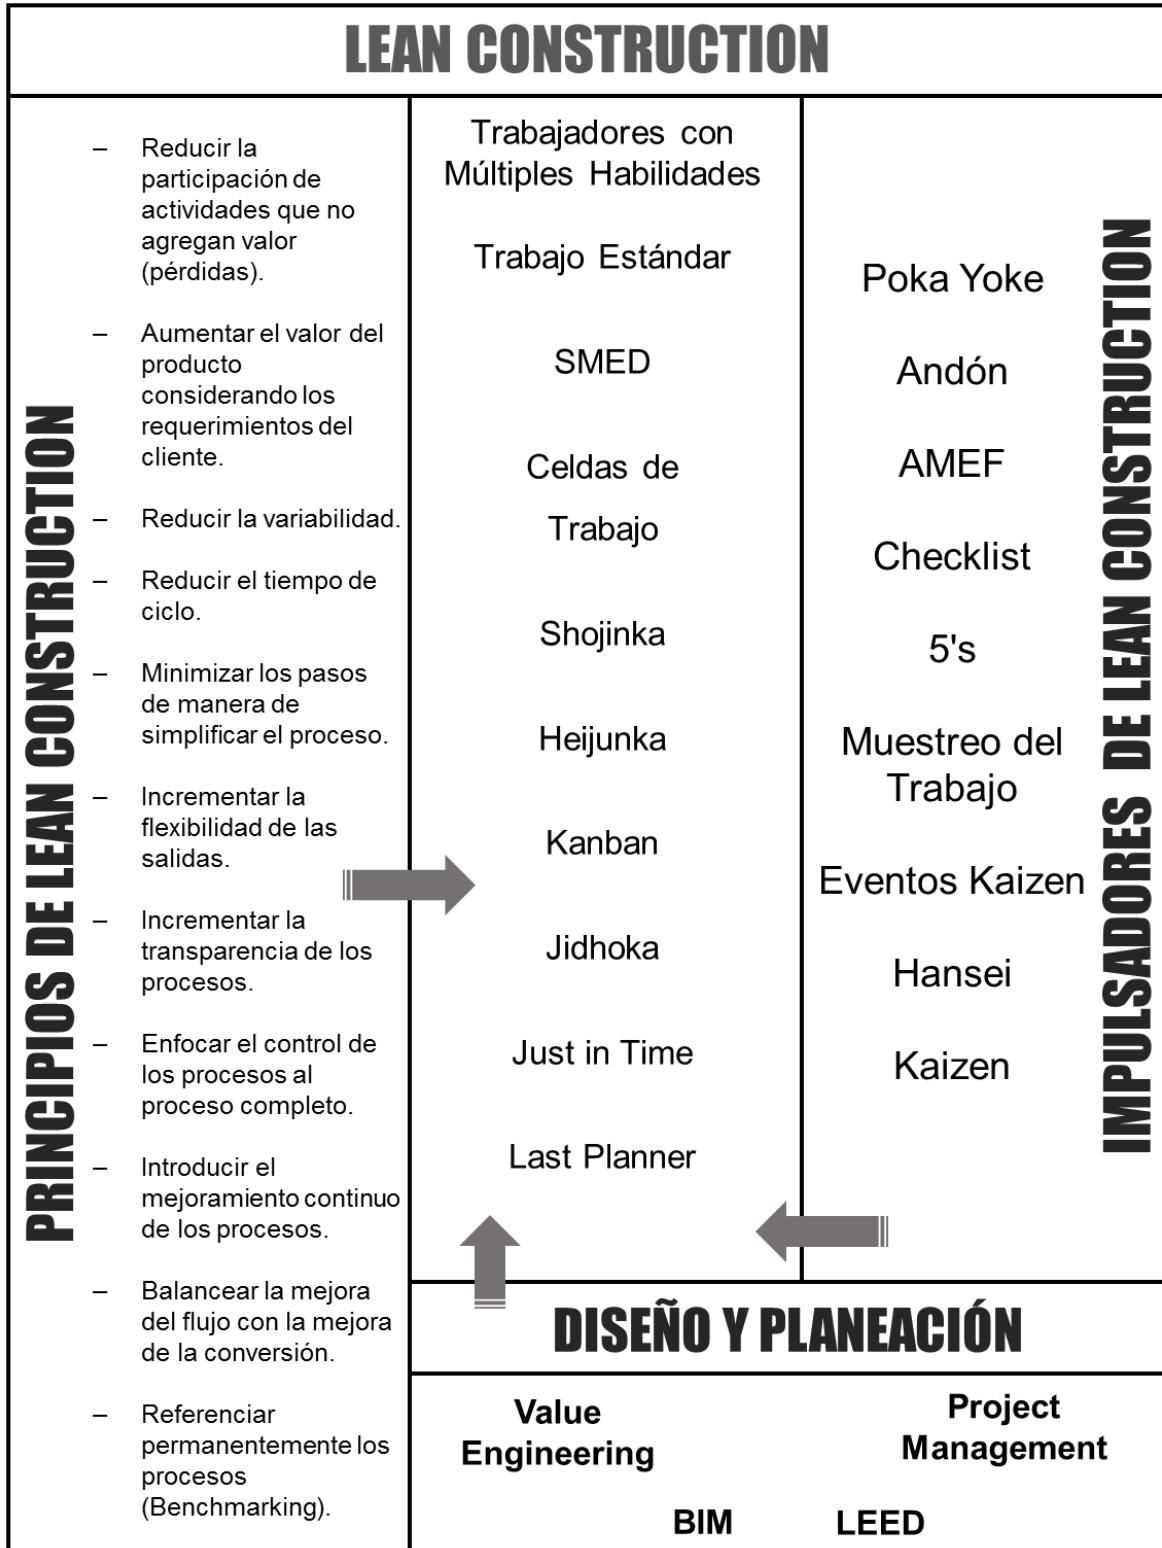 LEAN CONSTRUCTION
PRINCIPIOS DE LEAN CONSTRUCTION
– Reducir la
participación de
actividades que no
agregan valor
(pérdidas).
– Aumentar el valor del
producto
considerando los
requerimientos del
cliente.
– Reducir la variabilidad.
– Reducir el tiempo de
ciclo.
– Minimizar los pasos
de manera de
simplificar el proceso.
– Incrementar la
flexibilidad de las
salidas.
– Incrementar la
transparencia de los
procesos.
– Enfocar el control de
los procesos al
proceso completo.
– Introducir el
mejoramiento continuo
de los procesos.
– Balancear la mejora
del flujo con la mejora
de la conversión.
– Referenciar
permanentemente los
procesos
(Benchmarking).
Trabajadores con
Múltiples Habilidades
Trabajo Estándar
SMED
Celdas de
Trabajo
Shojinka
Heijunka
Kanban
Jidhoka
Just in Time
Last Planner
Poka Yoke
Andón
AMEF
Checklist
5's
Muestreo del
Trabajo
Eventos Kaizen
Hansei
Kaizen
IMPULSADORES DE LEAN CONSTRUCTION
DISEÑO Y PLANEACIÓN
Value
Engineering
Project
Management
BIM LEED